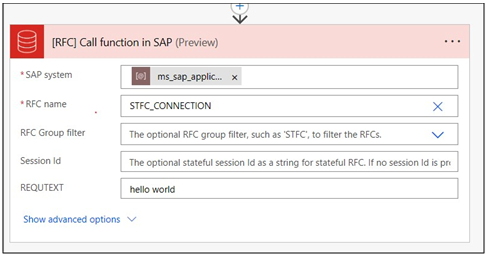 [RFC] Call function in SAP (Preview)
*SAP system
ms_sap_applic...
*RFC name
STFC_CONNECTION
RFC Group filter
The optional RFC group filter, such as 'STFC', to filter the RFCs.
Session Id
The optional stateful session Id as a string for stateful RFC. If no session Id is pro
REQUTEXT
hello world
Show advanced options